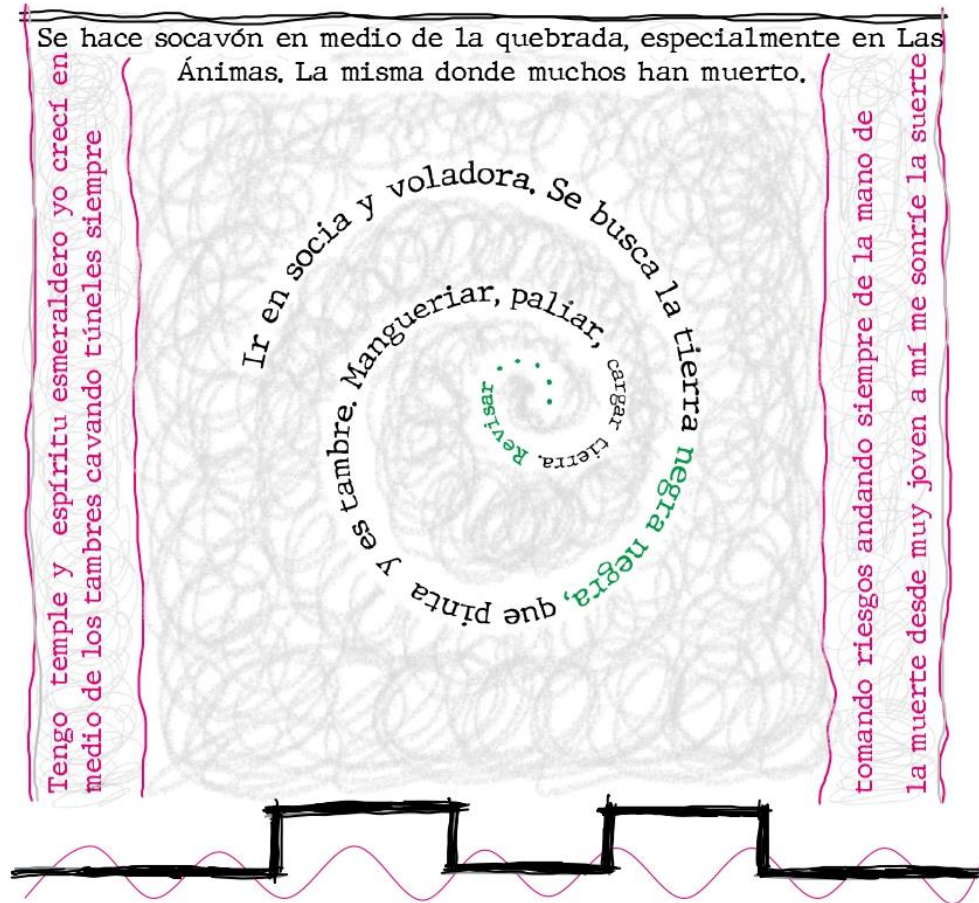 Se hace socavón en medio de la quebrada, especialmente en Las
Ánimas. La misma donde muchos han muerto.
Tengo temple y espíritu esmeraldero yo crecí en
medio de los tambres cavando túneles siempre
Ir en socia y voladora. Se busca la tierra negra negra, que pinta y es tambre. Mangueriar, paliar, cargar tierra. Revisar ....
tomando riesgos andando siempre de la mano de
la muerte desde muy joven a mí me sonríe la suerte